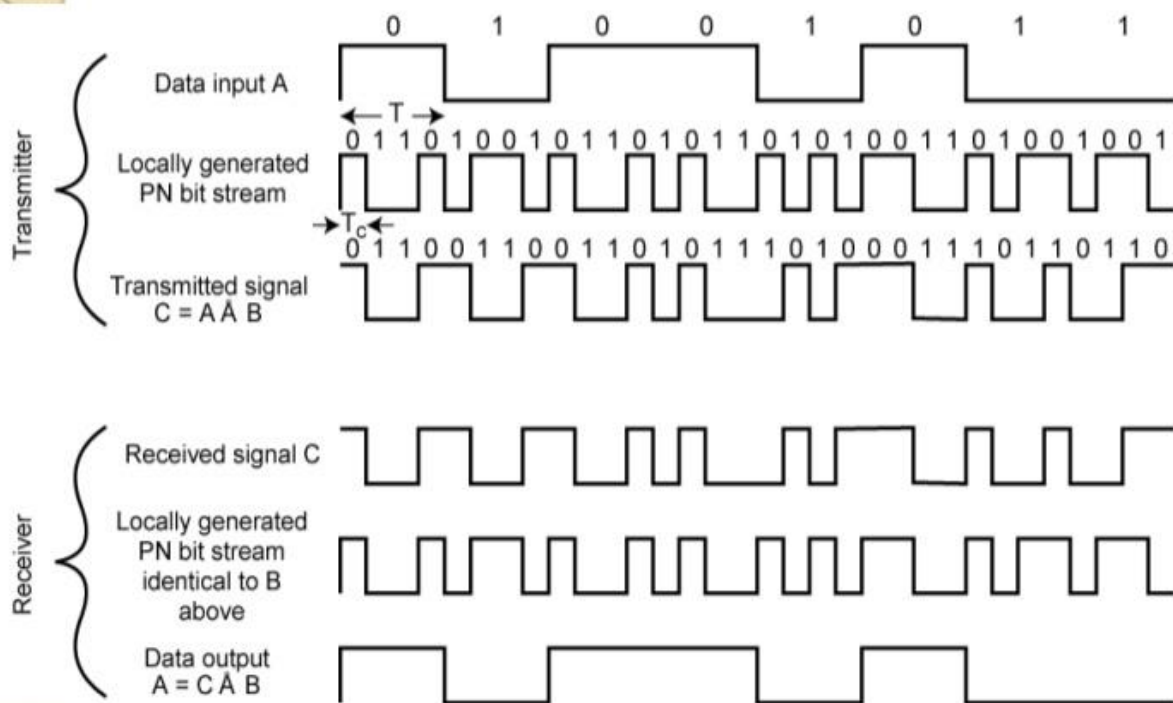 0 1 0 0 1 0 1 1
Data input A
T
0 1 1 0 1 0 0 1 0 1 1 0 1 0 1 1 0 1 0 1 0 0 1 1 0 1 0 0 1 0 0 1
Locally generated
PN bit stream
Tc
0 1 1 0 0 1 1 0 0 1 1 0 1 0 1 1 1 0 1 0 0 0 1 1 1 0 1 1 0 1 1 0
Transmitted signal
C = A Å B
Transmitter
Received signal C
Locally generated
PN bit stream
identical to B
above
Data output
A = C Å B
Receiver